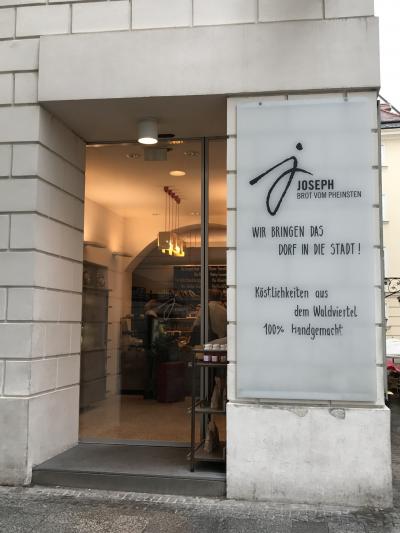 JOSEPH
BROT VOM PHEINSTEN
WIR BRINGEN DAS
DORF IN DIE STADT!
Köstlichkeiten aus
dem Waldviertel
100% handgemacht